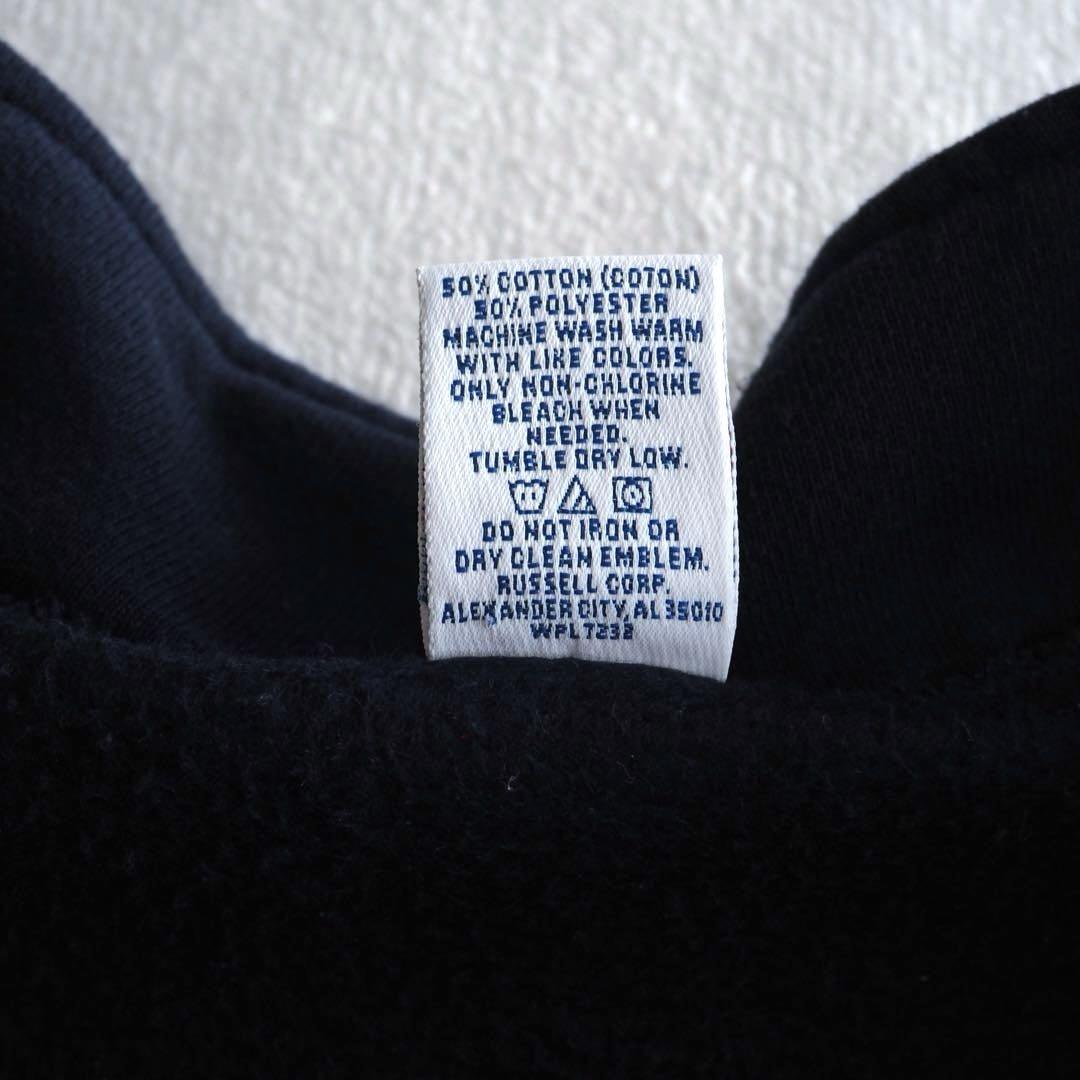 50% COTTON (COTON)
50% POLYESTER
MACHINE WASH WARM
WITH LIKE COLORS.
ONLY NON-CHLORINE
BLEACH WHEN
NEEDED.
TUMBLE DRY LOW.
DO NOT IRON OR
DRY CLEAN EMBLEM.
RUSSELL CORP.
ALEXANDER CITY, AL 35010
WPL 7232